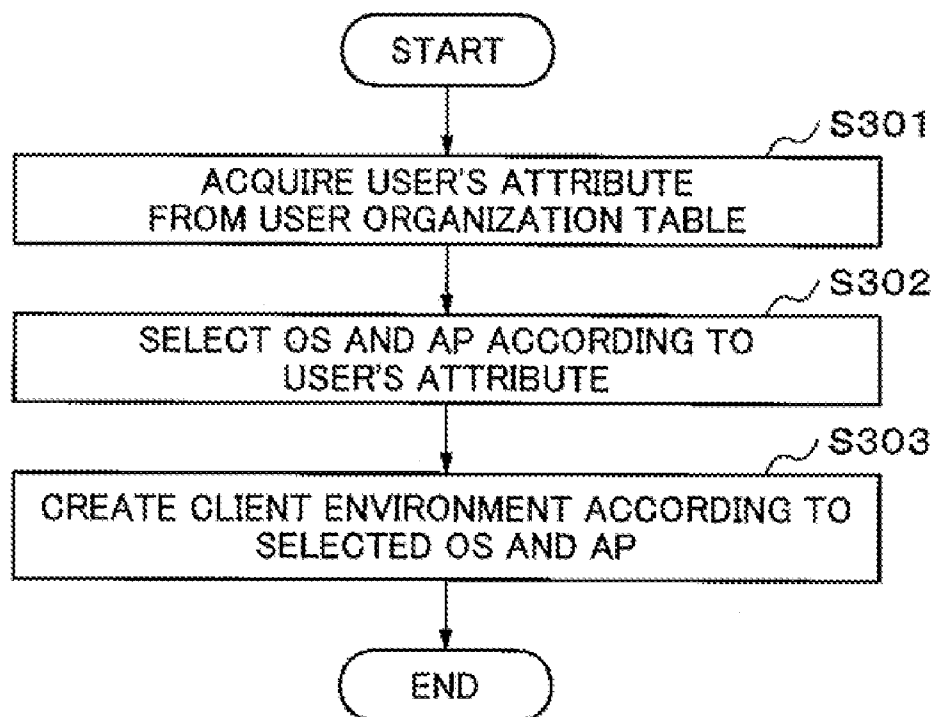 START
S301
ACQUIRE USER'S ATTRIBUTE
FROM USER ORGANIZATION TABLE
S302
SELECT OS AND AP ACCORDING TO
USER'S ATTRIBUTE
S303
CREATE CLIENT ENVIRONMENT ACCORDING TO
SELECTED OS AND AP
END